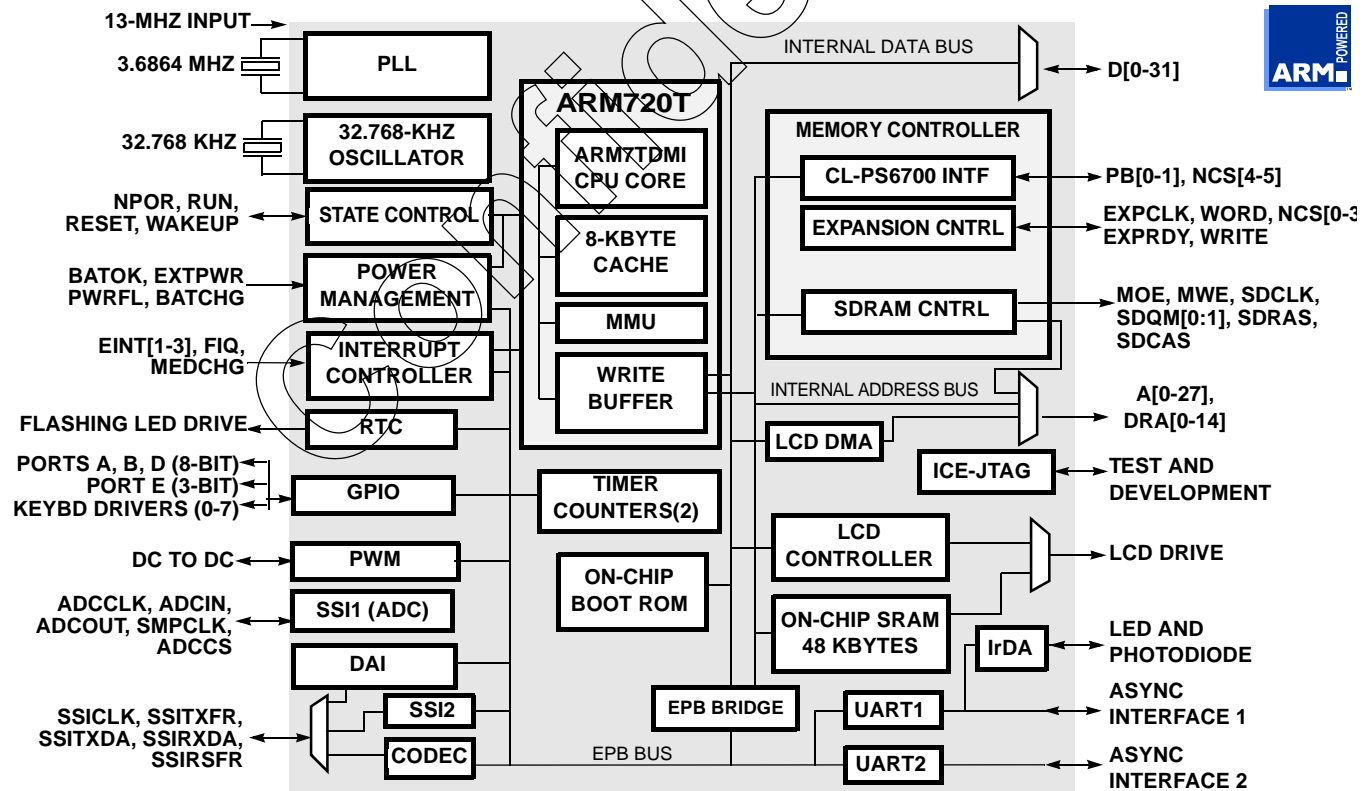 13-MHZ INPUT
3.6864 MHZ
PLL
32.768 KHZ
32.768-KHZ
OSCILLATOR
NPOR, RUN,
RESET, WAKEUP
STATE CONTROL
BATOK, EXTPWR
PWRFL, BATCHG
POWER
MANAGEMENT
EINT[1-3], FIQ,
MEDCHG
INTERRUPT
CONTROLLER
FLASHING LED DRIVE
RTC
PORTS A, B, D (8-BIT)
PORT E (3-BIT)
KEYBD DRIVERS (0-7)
GPIO
DC TO DC
PWM
ADCCLK, ADCIN,
ADCOUT, SMPCLK,
ADCCS
SSI1 (ADC)
DAI
SSICLK, SSITXFR,
SSITXDA, SSIRXDA,
SSIRSFR
SSI2
CODEC
ARM720T
ARM7TDMI
CPU CORE
8-KBYTE
CACHE
MMU
WRITE
BUFFER
TIMER
COUNTERS(2)
ON-CHIP
BOOT ROM
EPB BRIDGE
EPB BUS
INTERNAL DATA BUS
D[0-31]
MEMORY CONTROLLER
CL-PS6700 INTF
PB[0-1], NCS[4-5]
EXPANSION CNTRL
EXPCLK, WORD, NCS[0-3
EXPRDY, WRITE
SDRAM CNTRL
MOE, MWE, SDCLK,
SDQM[0:1], SDRAS,
SDCAS
INTERNAL ADDRESS BUS
A[0-27],
DRA[0-14]
LCD DMA
ICE-JTAG
TEST AND
DEVELOPMENT
LCD
CONTROLLER
LCD DRIVE
ON-CHIP SRAM
48 KBYTES
IrDA
LED AND
PHOTODIODE
UART1
ASYNC
INTERFACE 1
UART2
ASYNC
INTERFACE 2
ARM
POWERED
Confide